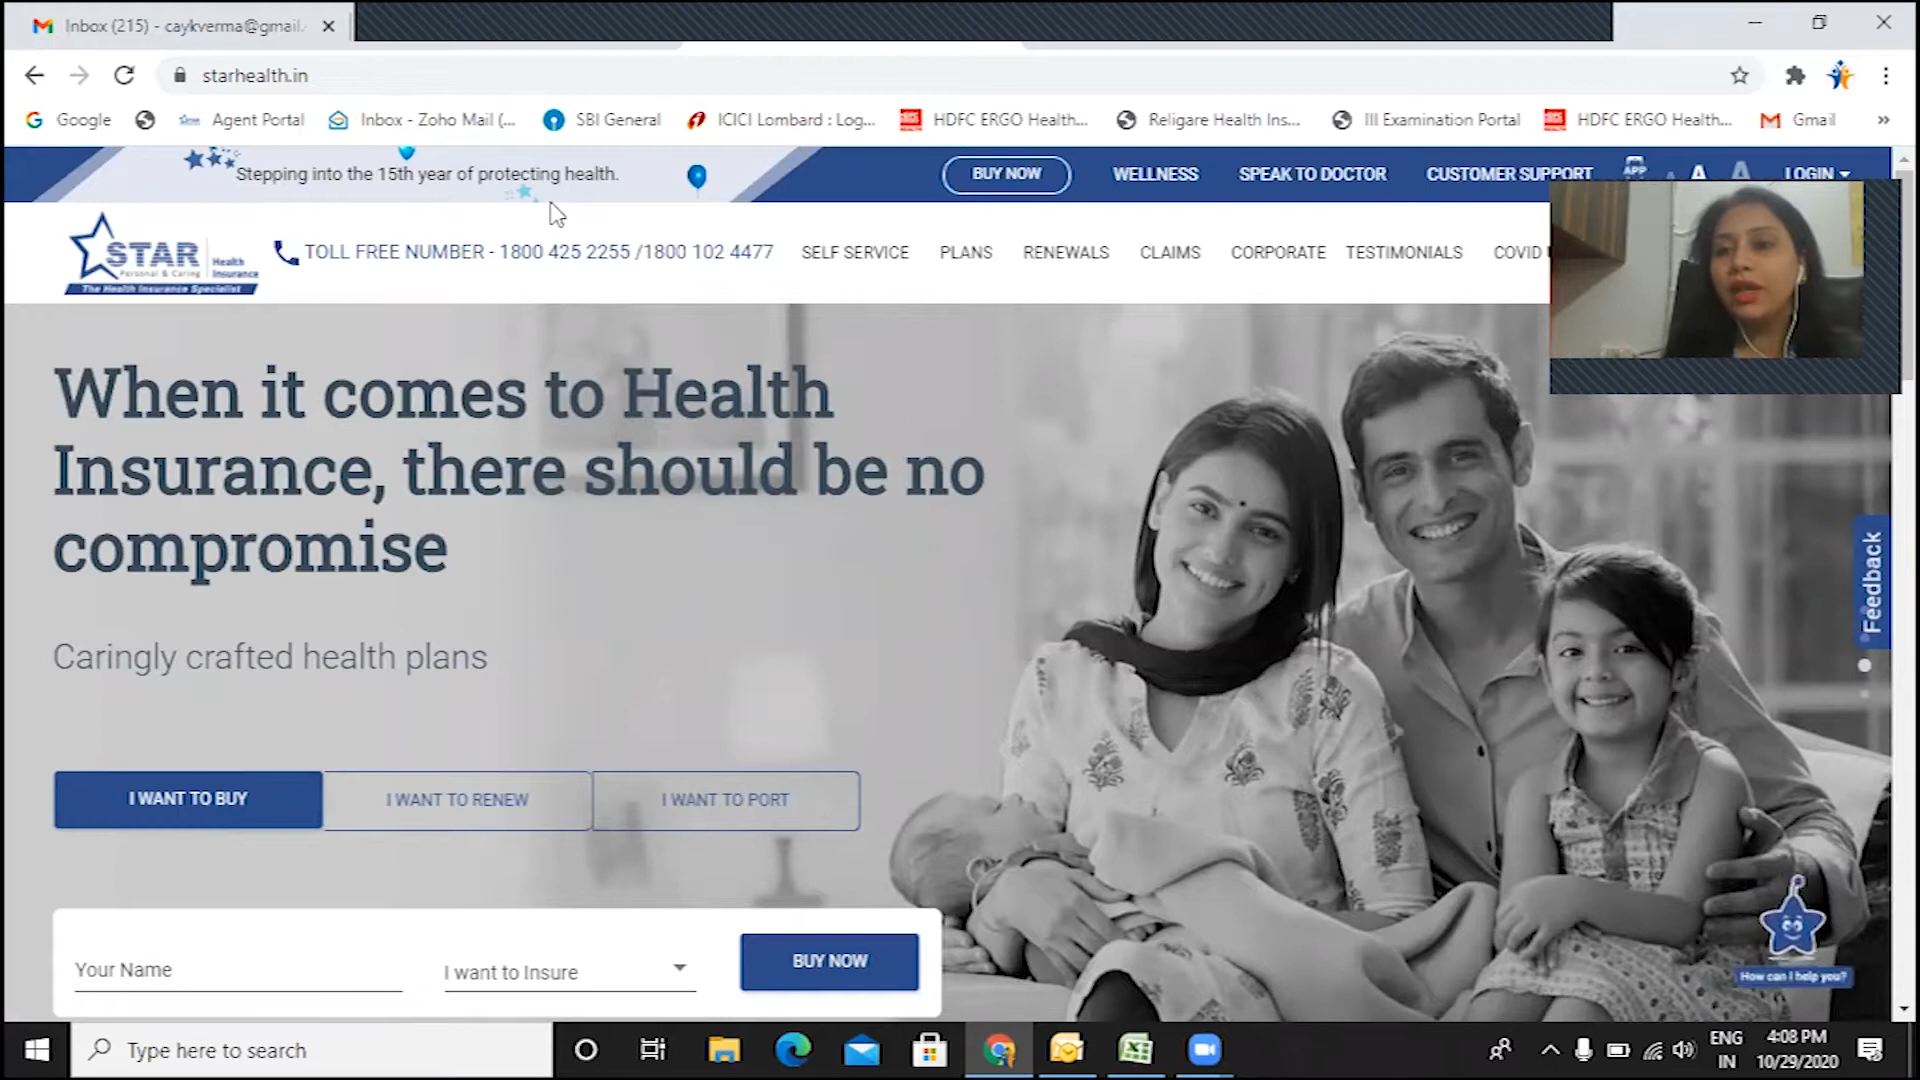 Inbox (215) - caykverma@gmail.
starhealth.in
Google
Agent Portal
Inbox - Zoho Mail (...
SBI General
ICICI Lombard : Log...
HDFC ERGO Health...
Religare Health Ins...
III Examination Portal
HDFC ERGO Health...
Gmail
»
Stepping into the 15th year of protecting health.
BUY NOW
WELLNESS
SPEAK TO DOCTOR
CUSTOMER SUPPORT
APP
A
A
A
LOGIN
STAR
Health
Insurance
Personal & Caring
The Health Insurance Specialist
TOLL FREE NUMBER - 1800 425 2255 /1800 102 4477
SELF SERVICE
PLANS
RENEWALS
CLAIMS
CORPORATE
TESTIMONIALS
COVID
When it comes to Health
Insurance, there should be no
compromise
Caringly crafted health plans
Feedback
I WANT TO BUY
I WANT TO RENEW
I WANT TO PORT
Your Name
I want to Insure
BUY NOW
How can I help you?
Type here to search
ENG
IN
4:08 PM
10/29/2020